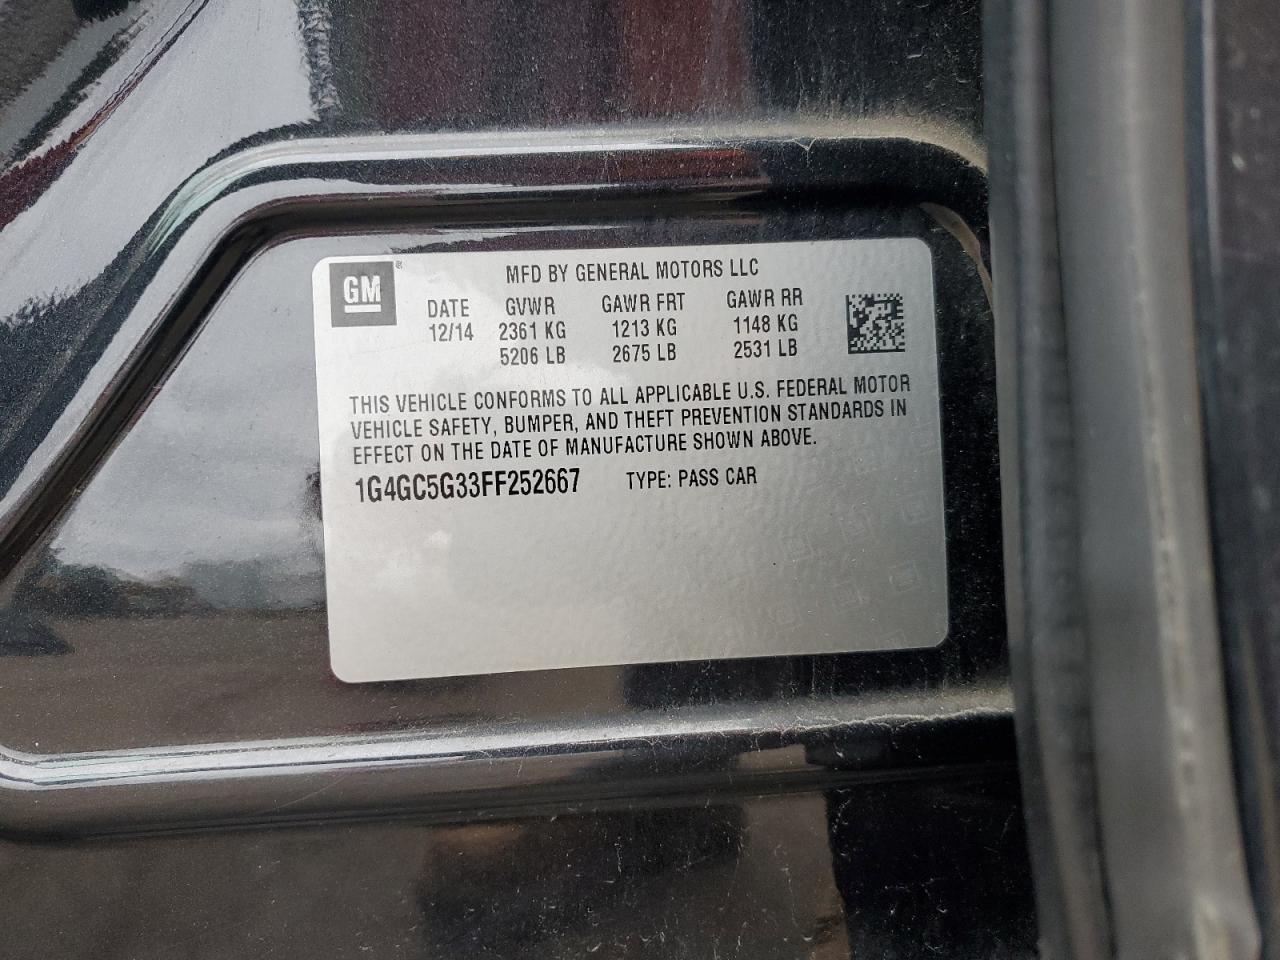 GM ® MFD BY GENERAL MOTORS LLC
DATE GVWR GAWR FRT GAWR RR
12/14 2361 KG 1213 KG 1148 KG
5206 LB 2675 LB 2531 LB
THIS VEHICLE CONFORMS TO ALL APPLICABLE U.S. FEDERAL MOTOR
VEHICLE SAFETY, BUMPER, AND THEFT PREVENTION STANDARDS IN
EFFECT ON THE DATE OF MANUFACTURE SHOWN ABOVE.
1G4GC5G33FF252667 TYPE: PASS CAR